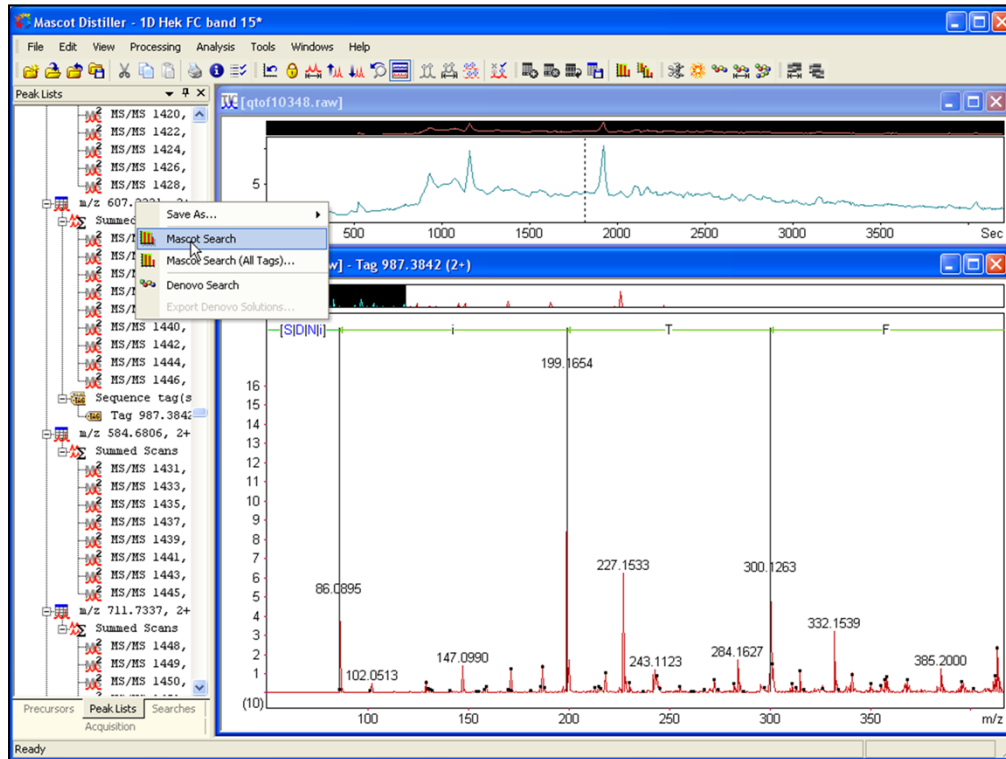 Mascot Distiller - 1D Hek FC band 15*
File Edit View Processing Analysis Tools Windows Help
Peak Lists
MS/MS 1420,
MS/MS 1422,
MS/MS 1424,
MS/MS 1426,
MS/MS 1428,
m/z 607.
Summed
MS/
MS/
MS/
MS/
MS/
MS/MS 1440,
MS/MS 1442,
MS/MS 1444,
MS/MS 1446,
Sequence tag(s
Tag 987.3842
m/z 584.6806, 2+
Summed Scans
MS/MS 1431,
MS/MS 1433,
MS/MS 1435,
MS/MS 1437,
MS/MS 1439,
MS/MS 1441,
MS/MS 1443,
MS/MS 1445,
m/z 711.7337, 2+
Summed Scans
MS/MS 1448,
MS/MS 1449,
MS/MS 1450,
Precursors Peak Lists Searches
Acquisition
Save As...
Mascot Search
Mascot Search (All Tags)...
Denovo Search
Export Denovo Solutions...
[qtof10348.raw]
5
500 1000 1500 2000 2500 3000 3500 Sec
w] - Tag 987.3842 (2+)
[S|D|N|i] i T F
199.1654
16
15
14
13
12
11
10
9
8
7
6
5
4
3
2
1
(10)
86.0895
102.0513
147.0990
227.1533
243.1123
284.1627
300.1263
332.1539
385.2000
100 150 200 250 300 350 m/z
Ready